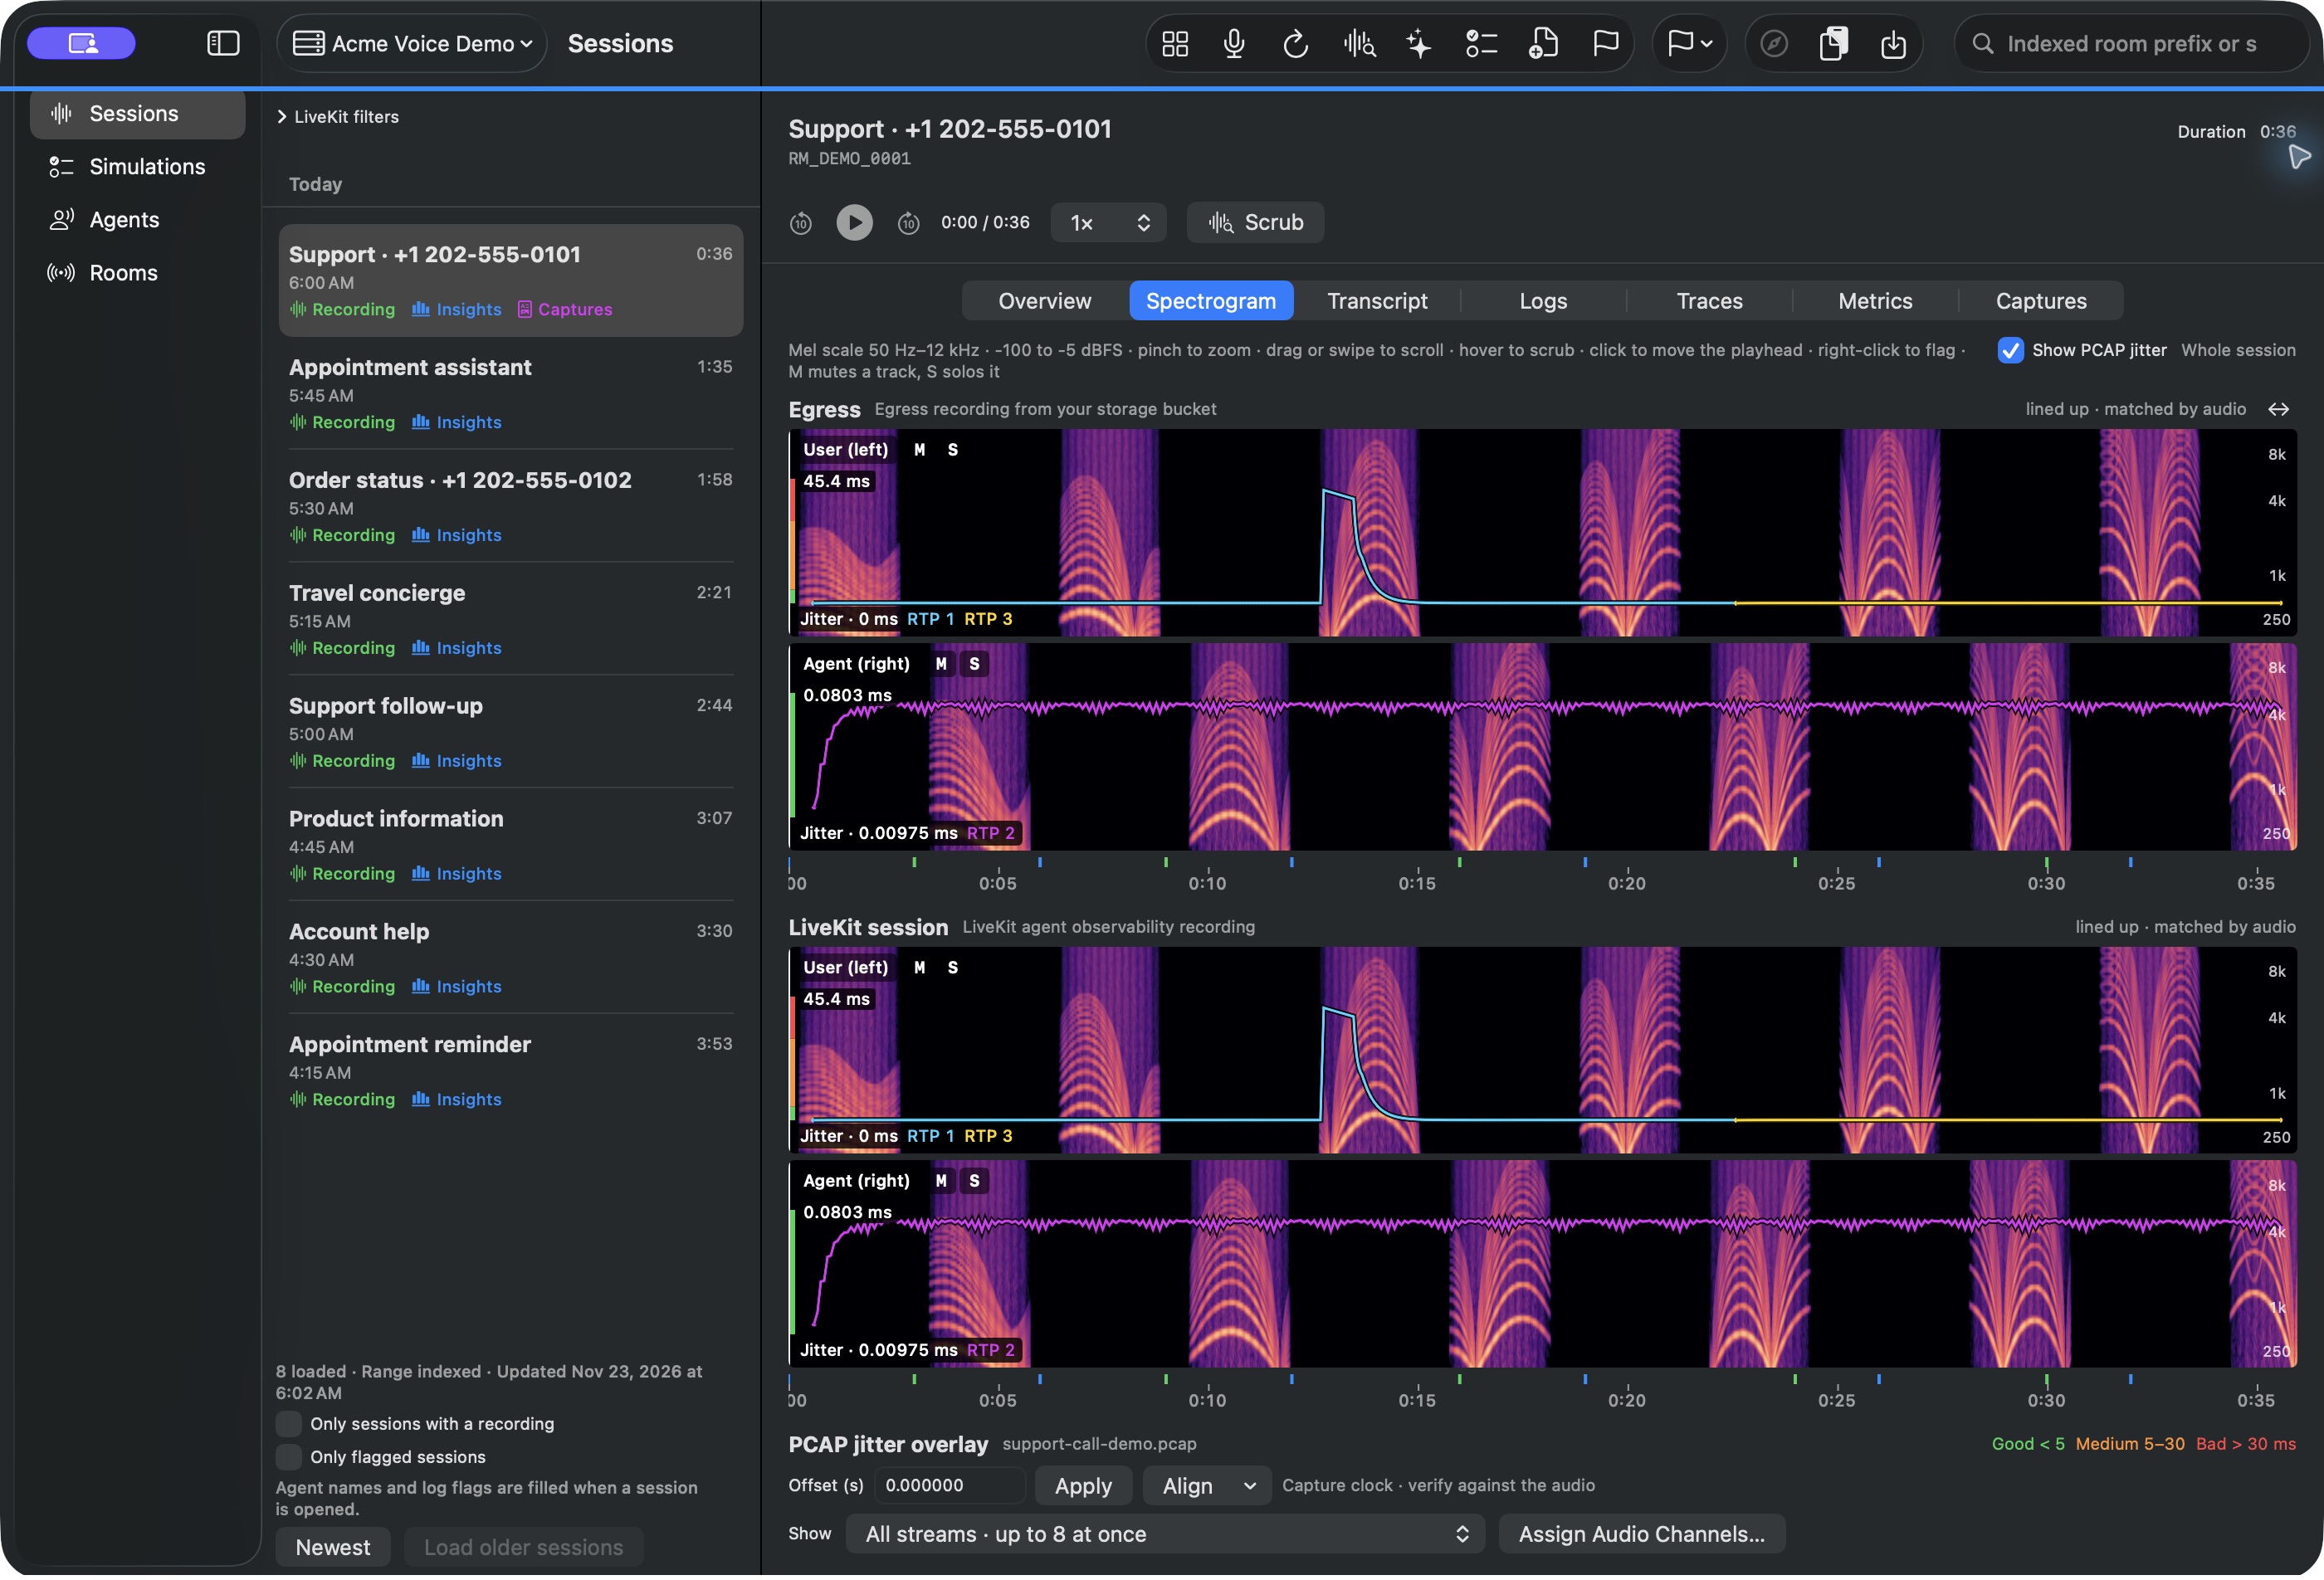 Acme Voice Demo
Sessions
Indexed room prefix or s
Sessions
Simulations
Agents
Rooms
LiveKit filters
Today
Support · +1 202-555-0101 0:36
6:00 AM
Recording Insights Captures
Appointment assistant 1:35
5:45 AM
Recording Insights
Order status · +1 202-555-0102 1:58
5:30 AM
Recording Insights
Travel concierge 2:21
5:15 AM
Recording Insights
Support follow-up 2:44
5:00 AM
Recording Insights
Product information 3:07
4:45 AM
Recording Insights
Account help 3:30
4:30 AM
Recording Insights
Appointment reminder 3:53
4:15 AM
Recording Insights
8 loaded · Range indexed · Updated Nov 23, 2026 at
6:02 AM
Only sessions with a recording
Only flagged sessions
Agent names and log flags are filled when a session
is opened.
Newest Load older sessions
Support · +1 202-555-0101
Duration 0:36
RM_DEMO_0001
10 10 0:00 / 0:36 1x Scrub
Overview Spectrogram Transcript Logs Traces Metrics Captures
Mel scale 50 Hz–12 kHz · -100 to -5 dBFS · pinch to zoom · drag or swipe to scroll · hover to scrub · click to move the playhead · right-click to flag ·
M mutes a track, S solos it
Show PCAP jitter Whole session
Egress Egress recording from your storage bucket lined up · matched by audio
User (left) M S 8k
45.4 ms
4k
1k
Jitter · 0 ms RTP 1 RTP 3 250
Agent (right) M S 8k
0.0803 ms
4k
1k
Jitter · 0.00975 ms RTP 2 250
00 0:05 0:10 0:15 0:20 0:25 0:30 0:35
LiveKit session LiveKit agent observability recording lined up · matched by audio
User (left) M S 8k
45.4 ms
4k
1k
Jitter · 0 ms RTP 1 RTP 3 250
Agent (right) M S 8k
0.0803 ms
4k
1k
Jitter · 0.00975 ms RTP 2 250
00 0:05 0:10 0:15 0:20 0:25 0:30 0:35
PCAP jitter overlay support-call-demo.pcap Good < 5 Medium 5–30 Bad > 30 ms
Offset (s) 0.000000 Apply Align Capture clock · verify against the audio
Show All streams · up to 8 at once Assign Audio Channels...